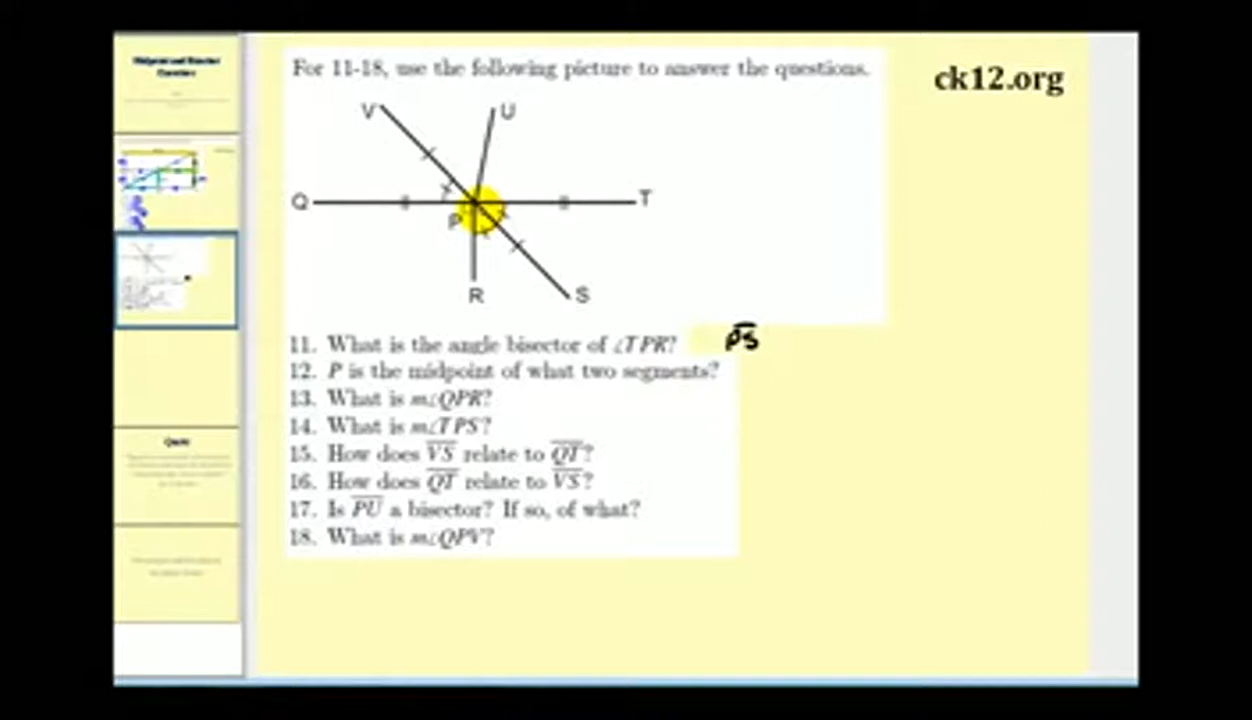 For 11-18, use the following picture to answer the questions.
ck12.org
V
U
Q
T
P
R
S
11. What is the angle bisector of ∠TPR?
PS
12. P is the midpoint of what two segments?
13. What is m∠QPR?
14. What is m∠TPS?
15. How does VS relate to QT?
16. How does QT relate to VS?
17. Is PU a bisector? If so, of what?
18. What is m∠QPV?